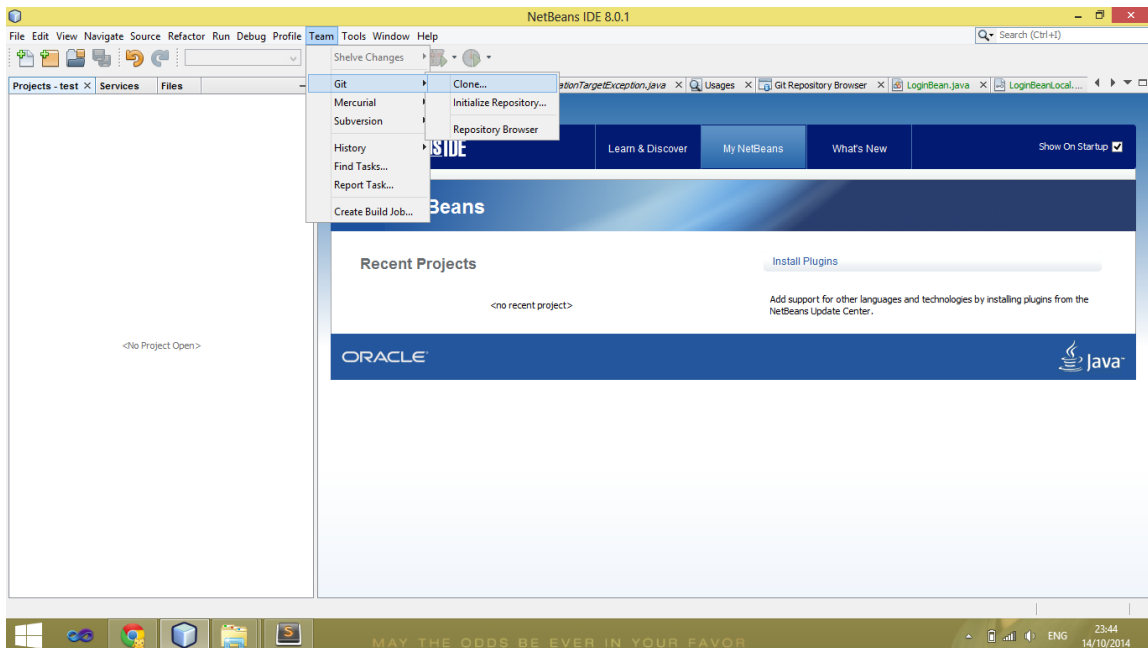 NetBeans IDE 8.0.1
File Edit View Navigate Source Refactor Run Debug Profile Team Tools Window Help
Search (Ctrl+I)
Shelve Changes
Projects - test Services Files
Git
Clone...
ationTargetException.java Usages Git Repository Browser LoginBean.java LoginBeanLocal....
Mercurial
Initialize Repository...
Subversion
Repository Browser
History
S IDE
Learn & Discover My NetBeans What's New Show On Startup
Find Tasks...
Report Task...
Create Build Job...
Beans
Recent Projects
Install Plugins
<no recent project>
Add support for other languages and technologies by installing plugins from the
NetBeans Update Center.
<No Project Open>
ORACLE
Java
MAY THE ODDS BE EVER IN YOUR FAVOR
ENG
23:44
14/10/2014